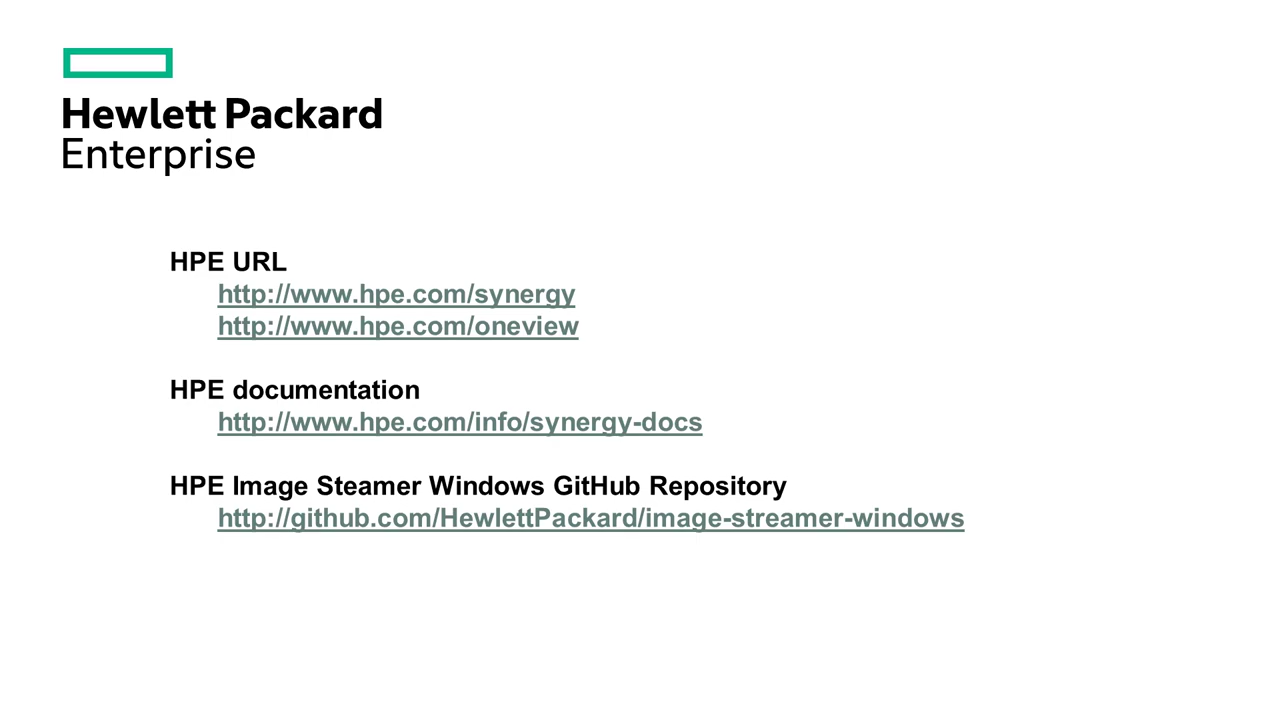 Hewlett Packard
Enterprise
HPE URL
http://www.hpe.com/synergy
http://www.hpe.com/oneview
HPE documentation
http://www.hpe.com/info/synergy-docs
HPE Image Steamer Windows GitHub Repository
http://github.com/HewlettPackard/image-streamer-windows